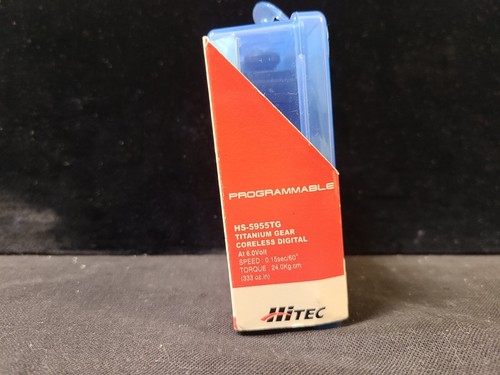 PROGRAMMABLE
HS-5955TG
TITANIUM GEAR
CORELESS DIGITAL
At 6.0Volt
SPEED : 0.15sec/60°
TORQUE : 24.0Kg.cm
(333 oz.in)
HiTEC